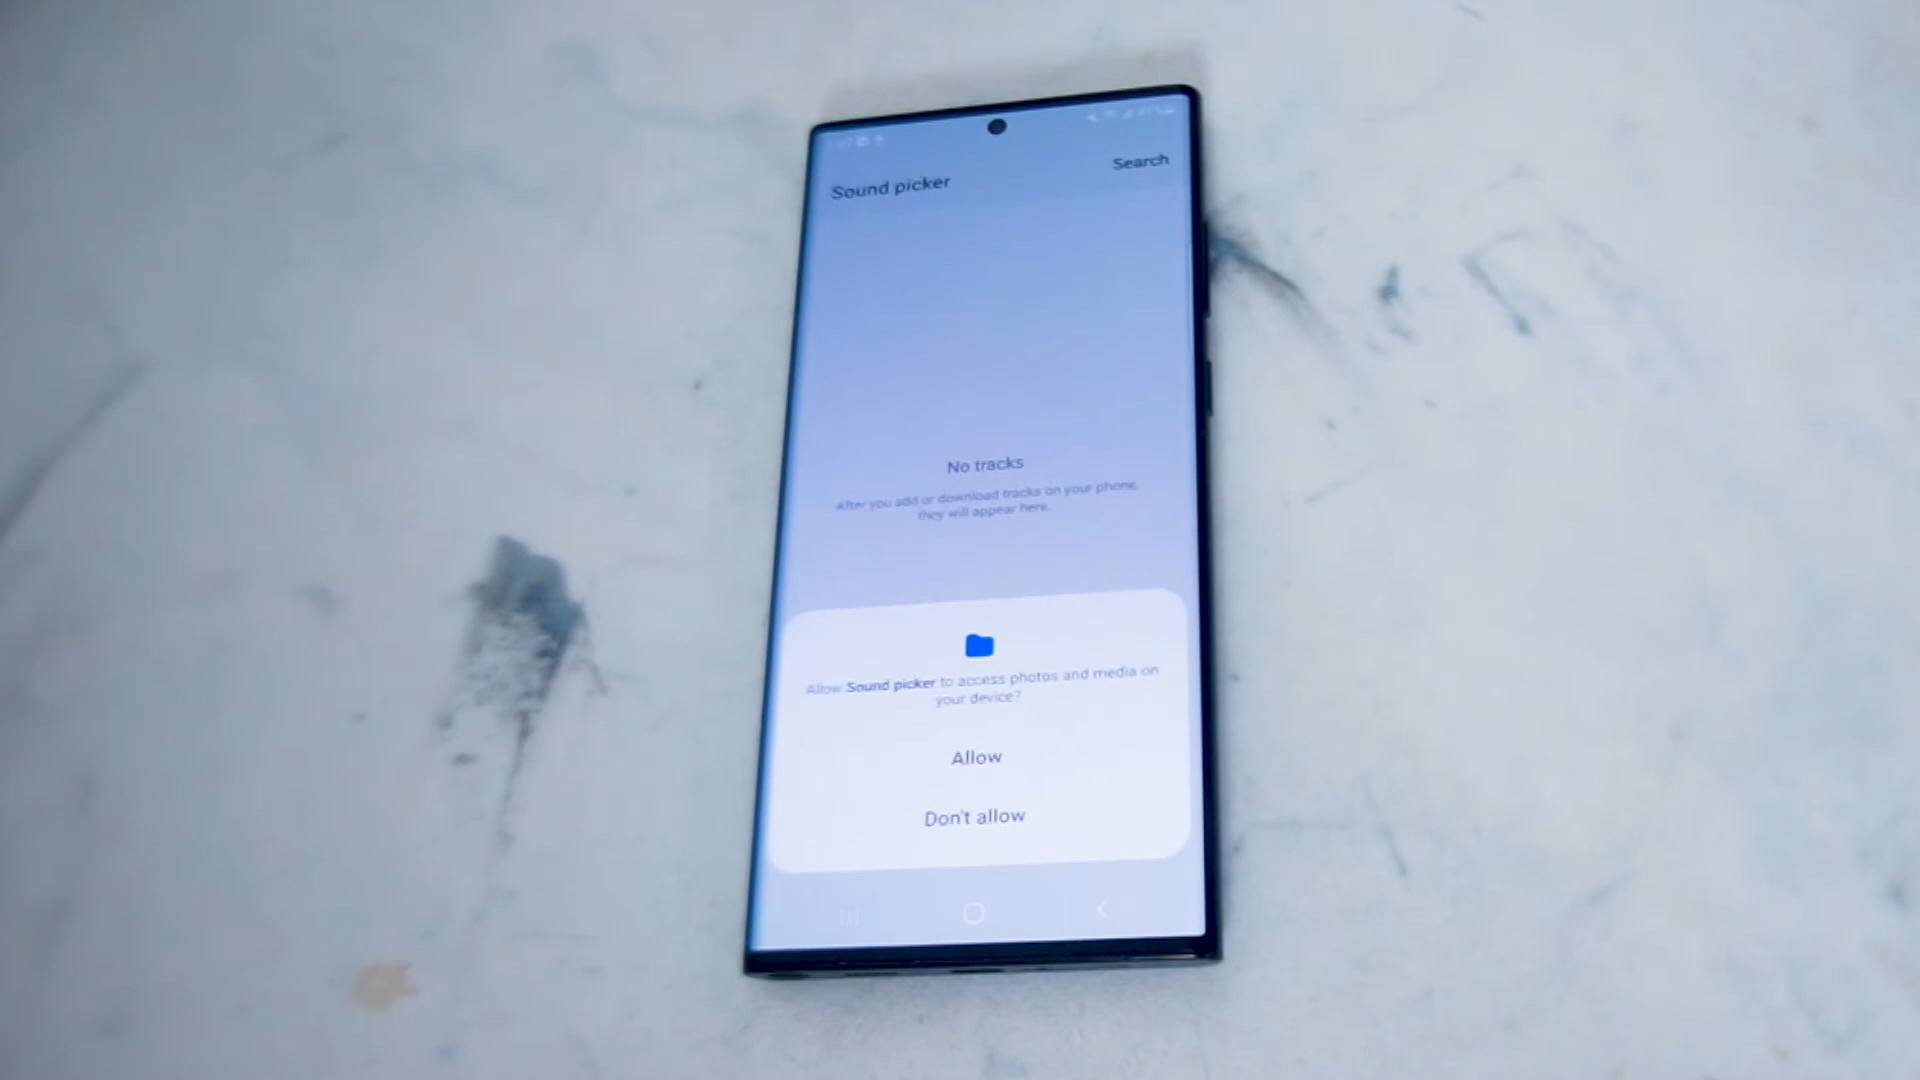 Search
Sound picker
No tracks
After you add or download tracks on your phone,
they will appear here.
Allow Sound picker to access photos and media on
your device?
Allow
Don't allow